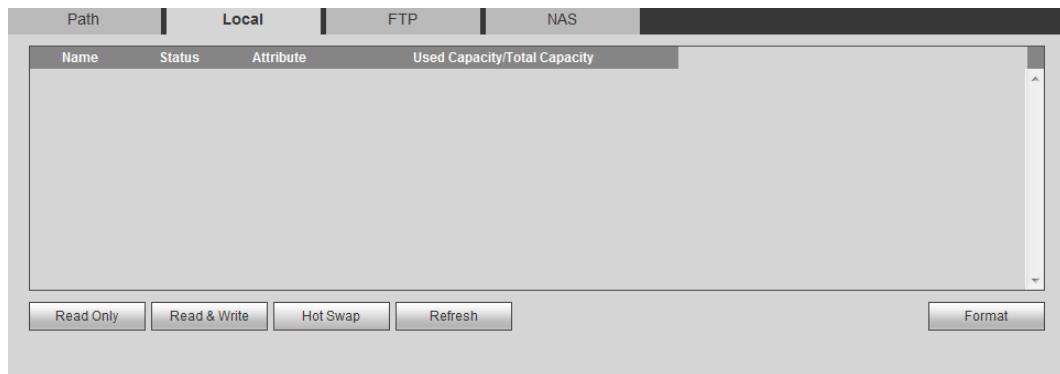 Path Local FTP NAS
Name Status Attribute Used Capacity/Total Capacity
Read Only Read & Write Hot Swap Refresh Format